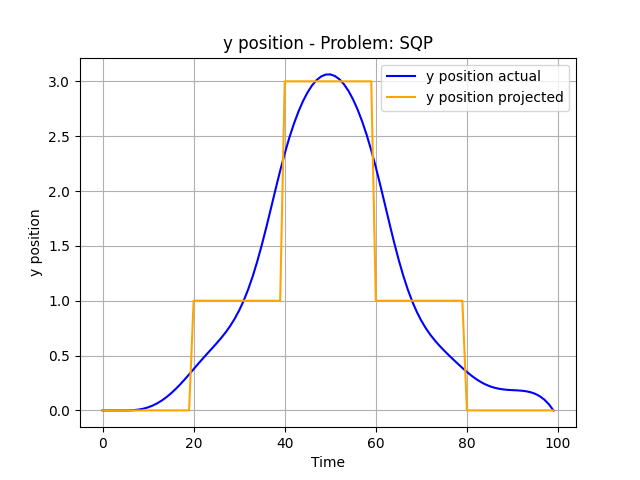 y position - Problem: SQP
y position actual
y position projected
y position
3.0
2.5
2.0
1.5
1.0
0.5
0.0
0 20 40 60 80 100
Time